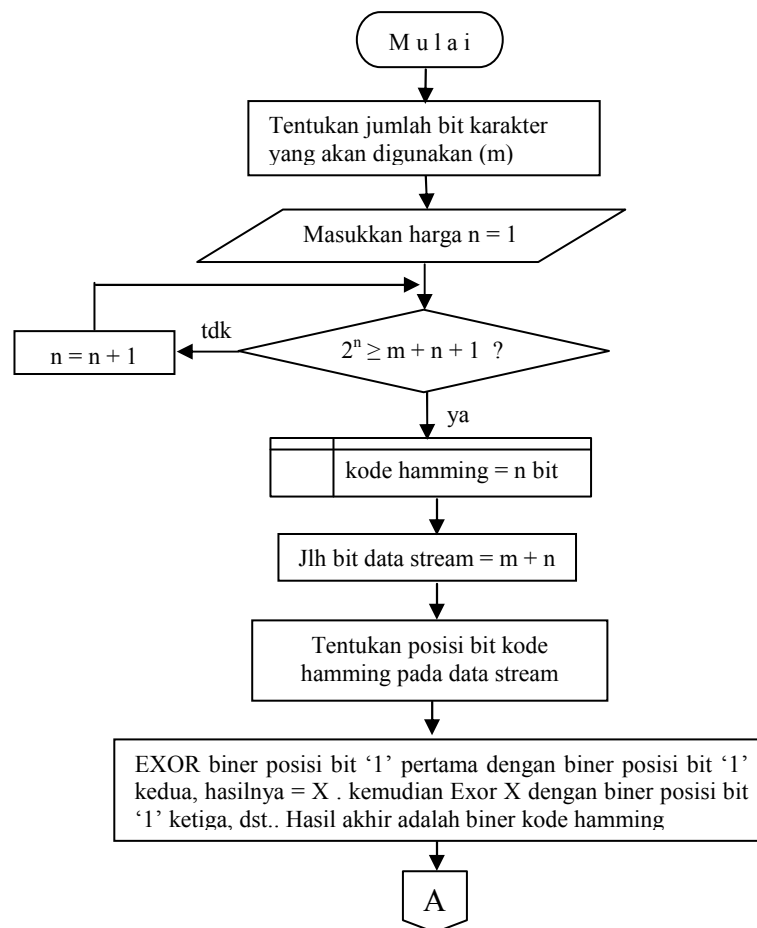 M u l a i
Tentukan jumlah bit karakter
yang akan digunakan (m)
Masukkan harga n = 1
tdk
n = n + 1
2ⁿ ≥ m + n + 1 ?
ya
kode hamming = n bit
Jlh bit data stream = m + n
Tentukan posisi bit kode
hamming pada data stream
EXOR biner posisi bit ‘1’ pertama dengan biner posisi bit ‘1’
kedua, hasilnya = X . kemudian Exor X dengan biner posisi bit
‘1’ ketiga, dst.. Hasil akhir adalah biner kode hamming
A